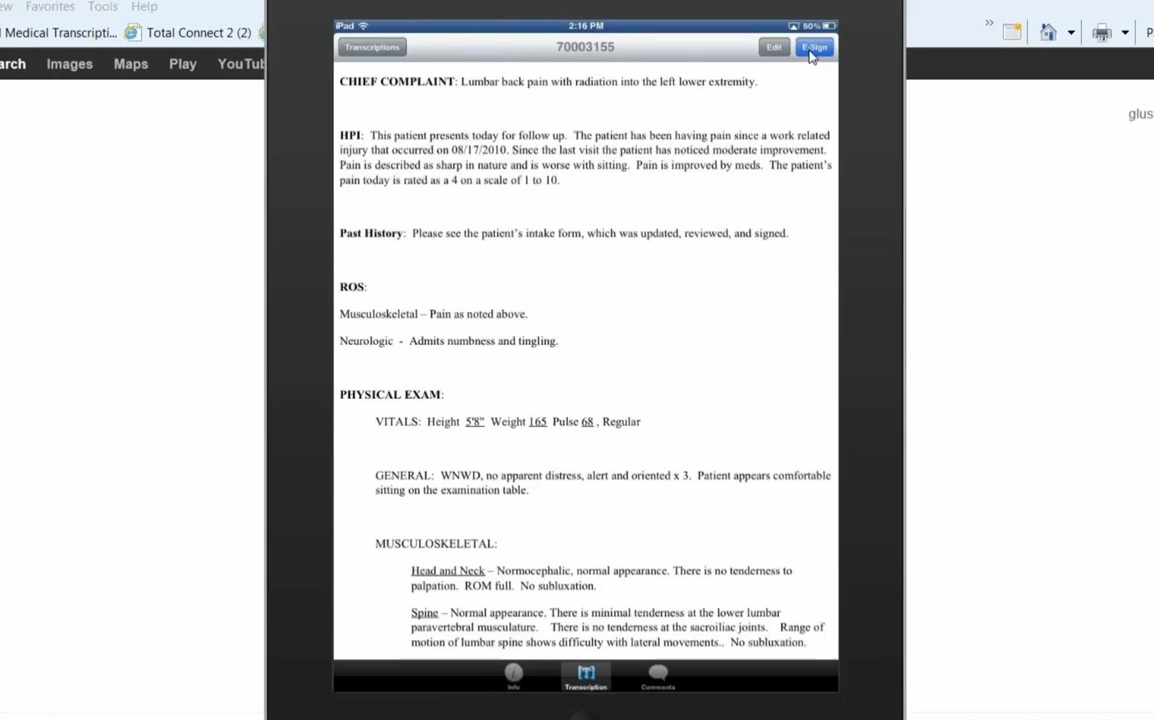 Favorites Tools Help
Medical Transcripti... Total Connect 2 (2)
Images Maps Play
iPad 2:16 PM 50%
Transcriptions 70003155 Edit E-Sign
CHIEF COMPLAINT: Lumbar back pain with radiation into the left lower extremity.
HPI: This patient presents today for follow up. The patient has been having pain since a work related
injury that occurred on 08/17/2010. Since the last visit the patient has noticed moderate improvement.
Pain is described as sharp in nature and is worse with sitting. Pain is improved by meds. The patient's
pain today is rated as a 4 on a scale of 1 to 10.
Past History: Please see the patient's intake form, which was updated, reviewed, and signed.
ROS:
Musculoskeletal – Pain as noted above.
Neurologic - Admits numbness and tingling.
PHYSICAL EXAM:
VITALS: Height 5'8" Weight 165 Pulse 68 , Regular
GENERAL: WNWD, no apparent distress, alert and oriented x 3. Patient appears comfortable
sitting on the examination table.
MUSCULOSKELETAL:
Head and Neck – Normocephalic, normal appearance. There is no tenderness to
palpation. ROM full. No subluxation.
Spine – Normal appearance. There is minimal tenderness at the lower lumbar
paravertebral musculature. There is no tenderness at the sacroiliac joints. Range of
motion of lumbar spine shows difficulty with lateral movements.. No subluxation.
Info Transcription Comments